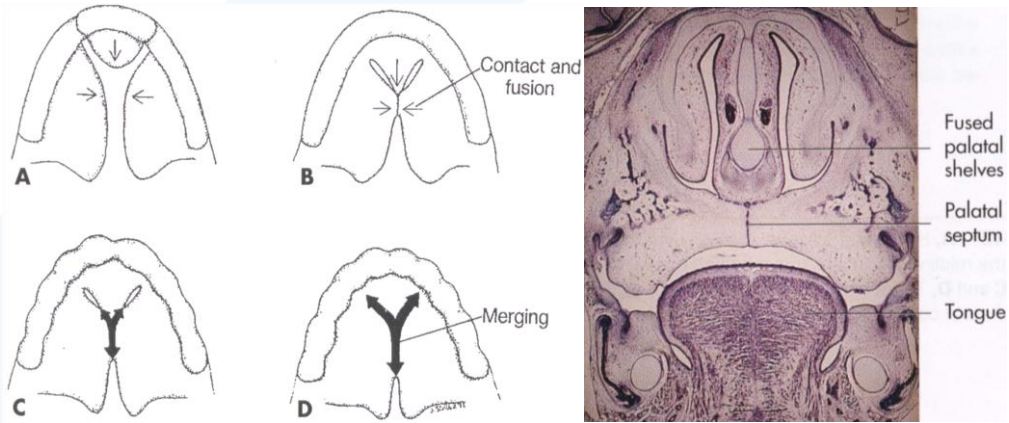 A
B
Contact and
fusion
C
D
Merging
Fused
palatal
shelves
Palatal
septum
Tongue